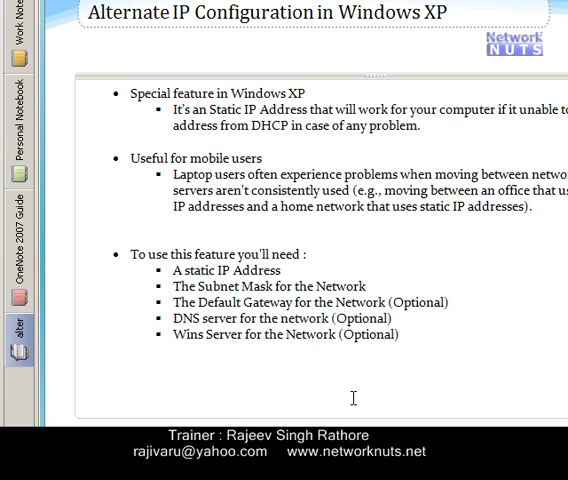 Alternate IP Configuration in Windows XP
Network
NUTS
Work Note
Personal Notebook
OneNote 2007 Guide
alter
• Special feature in Windows XP
▪ It's an Static IP Address that will work for your computer if it unable to
address from DHCP in case of any problem.
• Useful for mobile users
▪ Laptop users often experience problems when moving between networ
servers aren't consistently used (e.g., moving between an office that us
IP addresses and a home network that uses static IP addresses).
• To use this feature you'll need :
▪ A static IP Address
▪ The Subnet Mask for the Network
▪ The Default Gateway for the Network (Optional)
▪ DNS server for the network (Optional)
▪ Wins Server for the Network (Optional)
Trainer : Rajeev Singh Rathore
rajivaru@yahoo.com www.networknuts.net